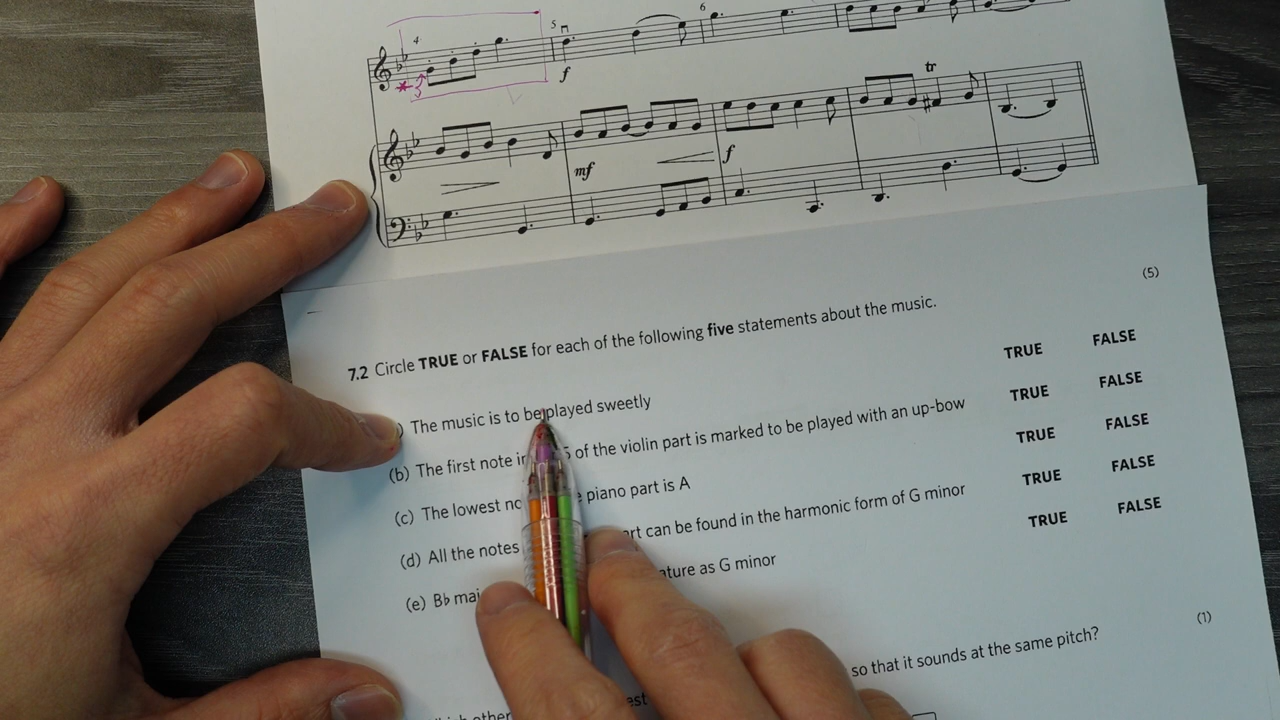 4
5
6
f
tr
mf
f
(5)
7.2 Circle TRUE or FALSE for each of the following five statements about the music.
The music is to be played sweetly TRUE FALSE
(b) The first note in 5 of the violin part is marked to be played with an up-bow TRUE FALSE
(c) The lowest piano part is A TRUE FALSE
(d) All the notes can be found in the harmonic form of G minor TRUE FALSE
(e) B♭ as G minor TRUE FALSE
(1)
so that it sounds at the same pitch?